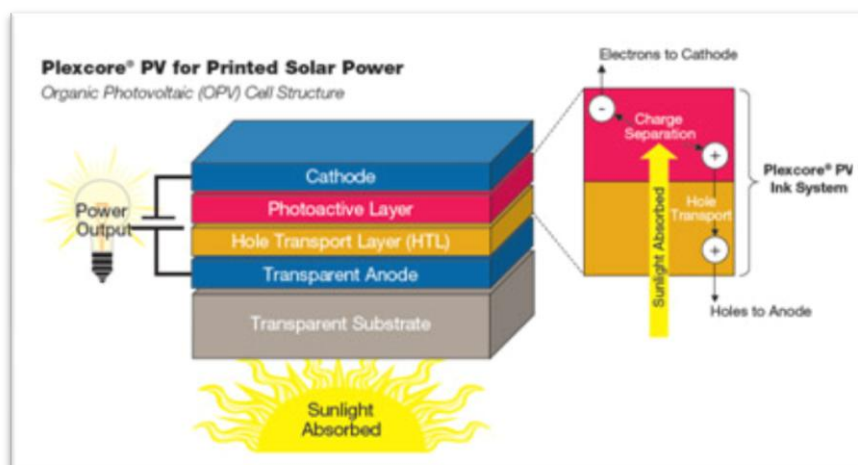 Plexcore® PV for Printed Solar Power
Organic Photovoltaic (OPV) Cell Structure
Power
Output
Cathode
Photoactive Layer
Hole Transport Layer (HTL)
Transparent Anode
Transparent Substrate
Sunlight
Absorbed
Electrons to Cathode
-
Charge
Separation
+
Hole
Transport
+
Sunlight Absorbed
Holes to Anode
Plexcore® PV
Ink System